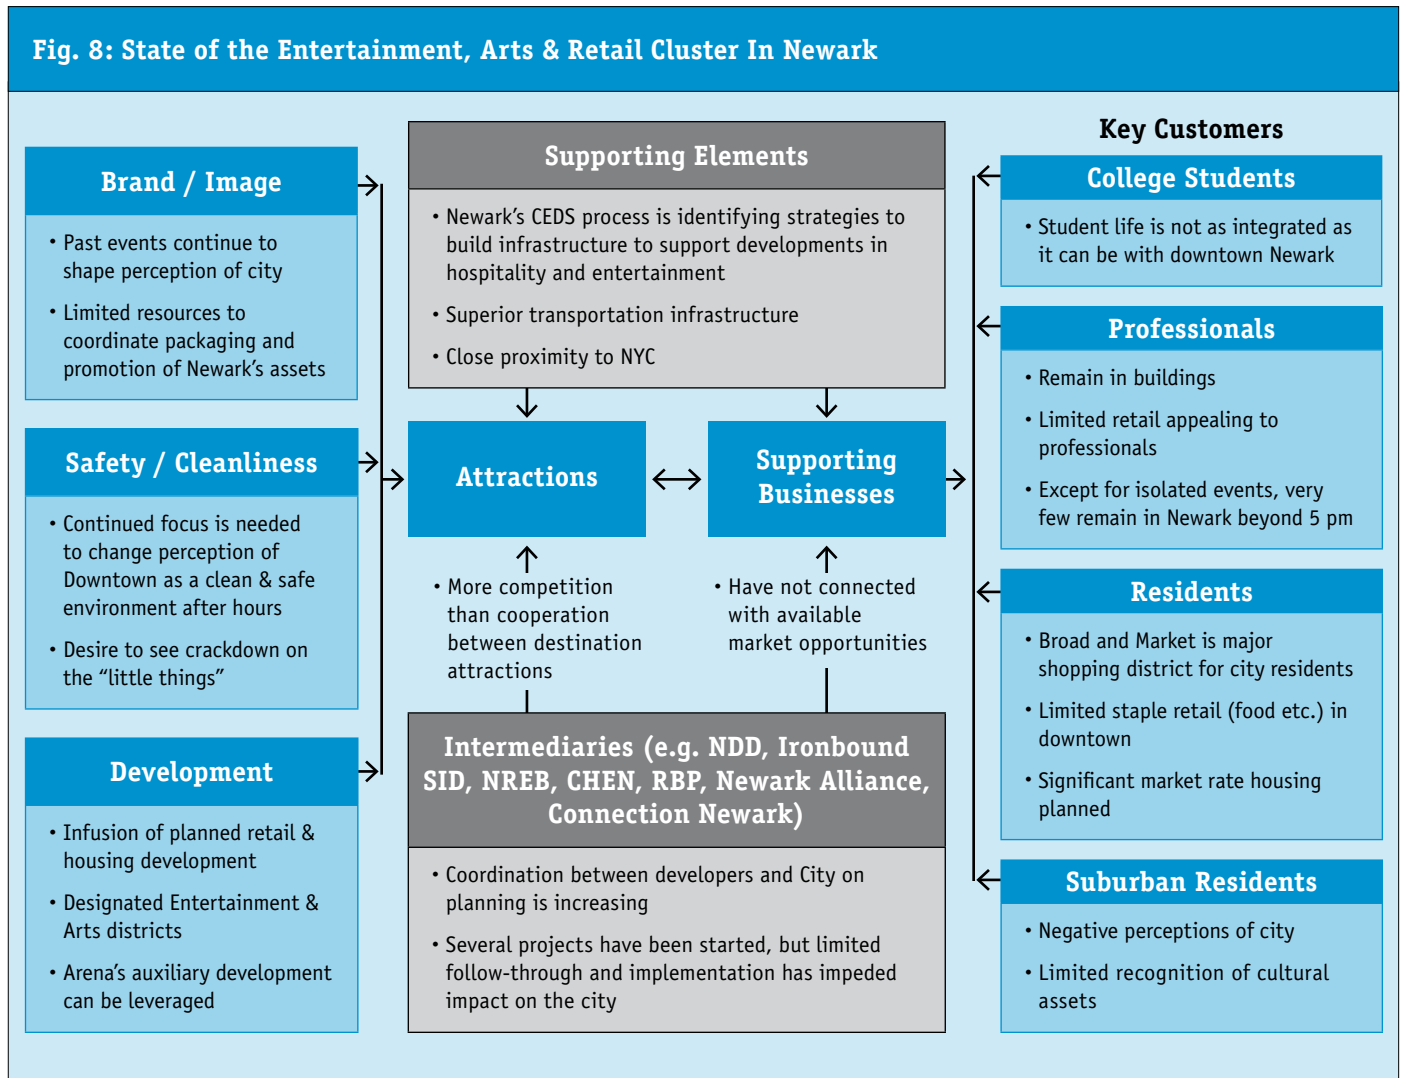 Fig. 8: State of the Entertainment, Arts & Retail Cluster In Newark
Brand / Image
• Past events continue to
shape perception of city
• Limited resources to
coordinate packaging and
promotion of Newark’s assets
Safety / Cleanliness
• Continued focus is needed
to change perception of
Downtown as a clean & safe
environment after hours
• Desire to see crackdown on
the “little things”
Development
• Infusion of planned retail &
housing development
• Designated Entertainment &
Arts districts
• Arena’s auxiliary development
can be leveraged
Supporting Elements
• Newark’s CEDS process is identifying strategies to
build infrastructure to support developments in
hospitality and entertainment
• Superior transportation infrastructure
• Close proximity to NYC
Attractions
Supporting
Businesses
• More competition
than cooperation
between destination
attractions
• Have not connected
with available
market opportunities
Intermediaries (e.g. NDD, Ironbound
SID, NREB, CHEN, RBP, Newark Alliance,
Connection Newark)
• Coordination between developers and City on
planning is increasing
• Several projects have been started, but limited
follow-through and implementation has impeded
impact on the city
Key Customers
College Students
• Student life is not as integrated as
it can be with downtown Newark
Professionals
• Remain in buildings
• Limited retail appealing to
professionals
• Except for isolated events, very
few remain in Newark beyond 5 pm
Residents
• Broad and Market is major
shopping district for city residents
• Limited staple retail (food etc.) in
downtown
• Significant market rate housing
planned
Suburban Residents
• Negative perceptions of city
• Limited recognition of cultural
assets